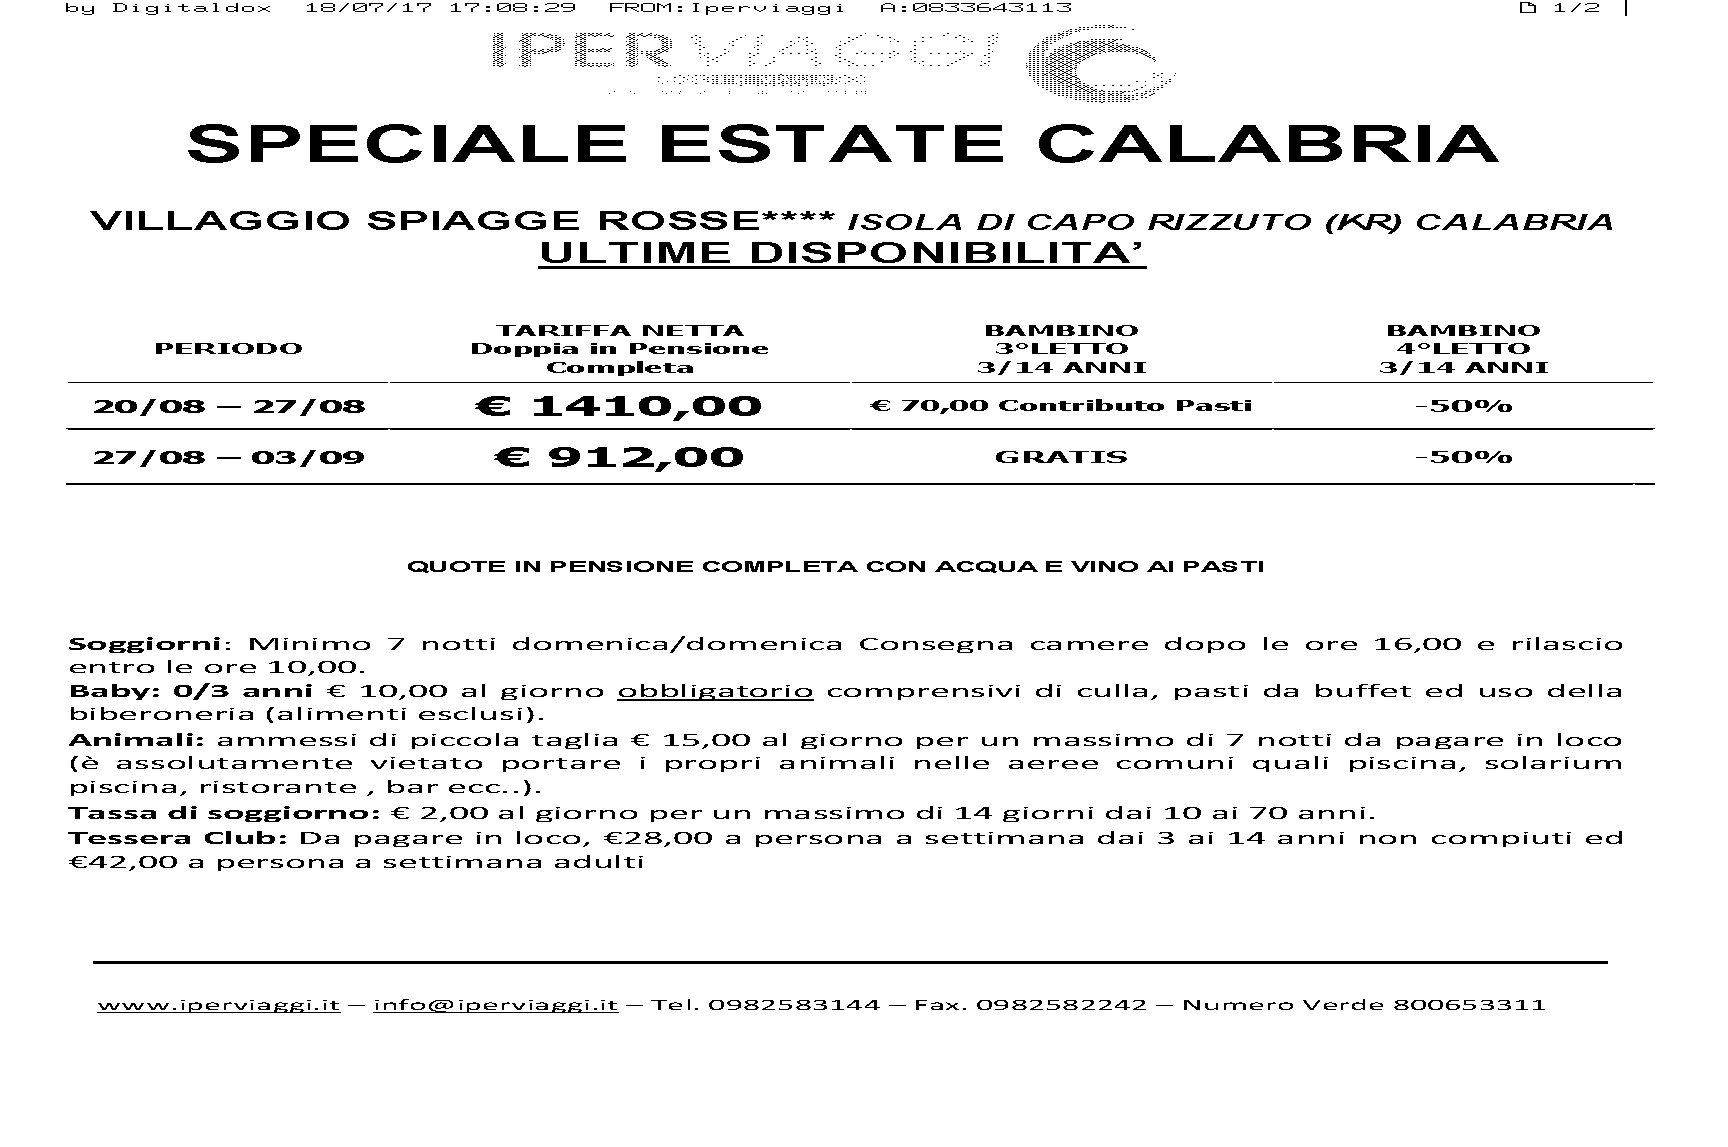 by Digitaldox 18/07/17 17:08:29 FROM:Iperviaggi A:0833643113 1/2
IPERVIAGGI
SPECIALE ESTATE CALABRIA
VILLAGGIO SPIAGGE ROSSE**** ISOLA DI CAPO RIZZUTO (KR) CALABRIA
ULTIME DISPONIBILITA’
PERIODO
TARIFFA NETTA
Doppia in Pensione
Completa
BAMBINO
3°LETTO
3/14 ANNI
BAMBINO
4°LETTO
3/14 ANNI
20/08 – 27/08 € 1410,00 € 70,00 Contributo Pasti -50%
27/08 – 03/09 € 912,00 GRATIS -50%
QUOTE IN PENSIONE COMPLETA CON ACQUA E VINO AI PASTI
Soggiorni: Minimo 7 notti domenica/domenica Consegna camere dopo le ore 16,00 e rilascio
entro le ore 10,00.
Baby: 0/3 anni € 10,00 al giorno obbligatorio comprensivi di culla, pasti da buffet ed uso della
biberoneria (alimenti esclusi).
Animali: ammessi di piccola taglia € 15,00 al giorno per un massimo di 7 notti da pagare in loco
(è assolutamente vietato portare i propri animali nelle aeree comuni quali piscina, solarium
piscina, ristorante , bar ecc..).
Tassa di soggiorno: € 2,00 al giorno per un massimo di 14 giorni dai 10 ai 70 anni.
Tessera Club: Da pagare in loco, €28,00 a persona a settimana dai 3 ai 14 anni non compiuti ed
€42,00 a persona a settimana adulti
www.iperviaggi.it – info@iperviaggi.it – Tel. 0982583144 – Fax. 0982582242 – Numero Verde 800653311